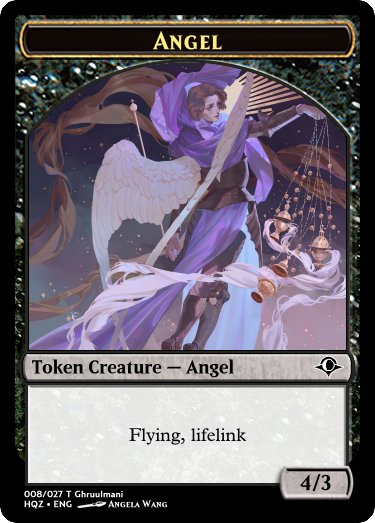 ANGEL
Token Creature — Angel
Flying, lifelink
4/3
008/027 T Ghruulmani
HQZ • ENG ANGELA WANG